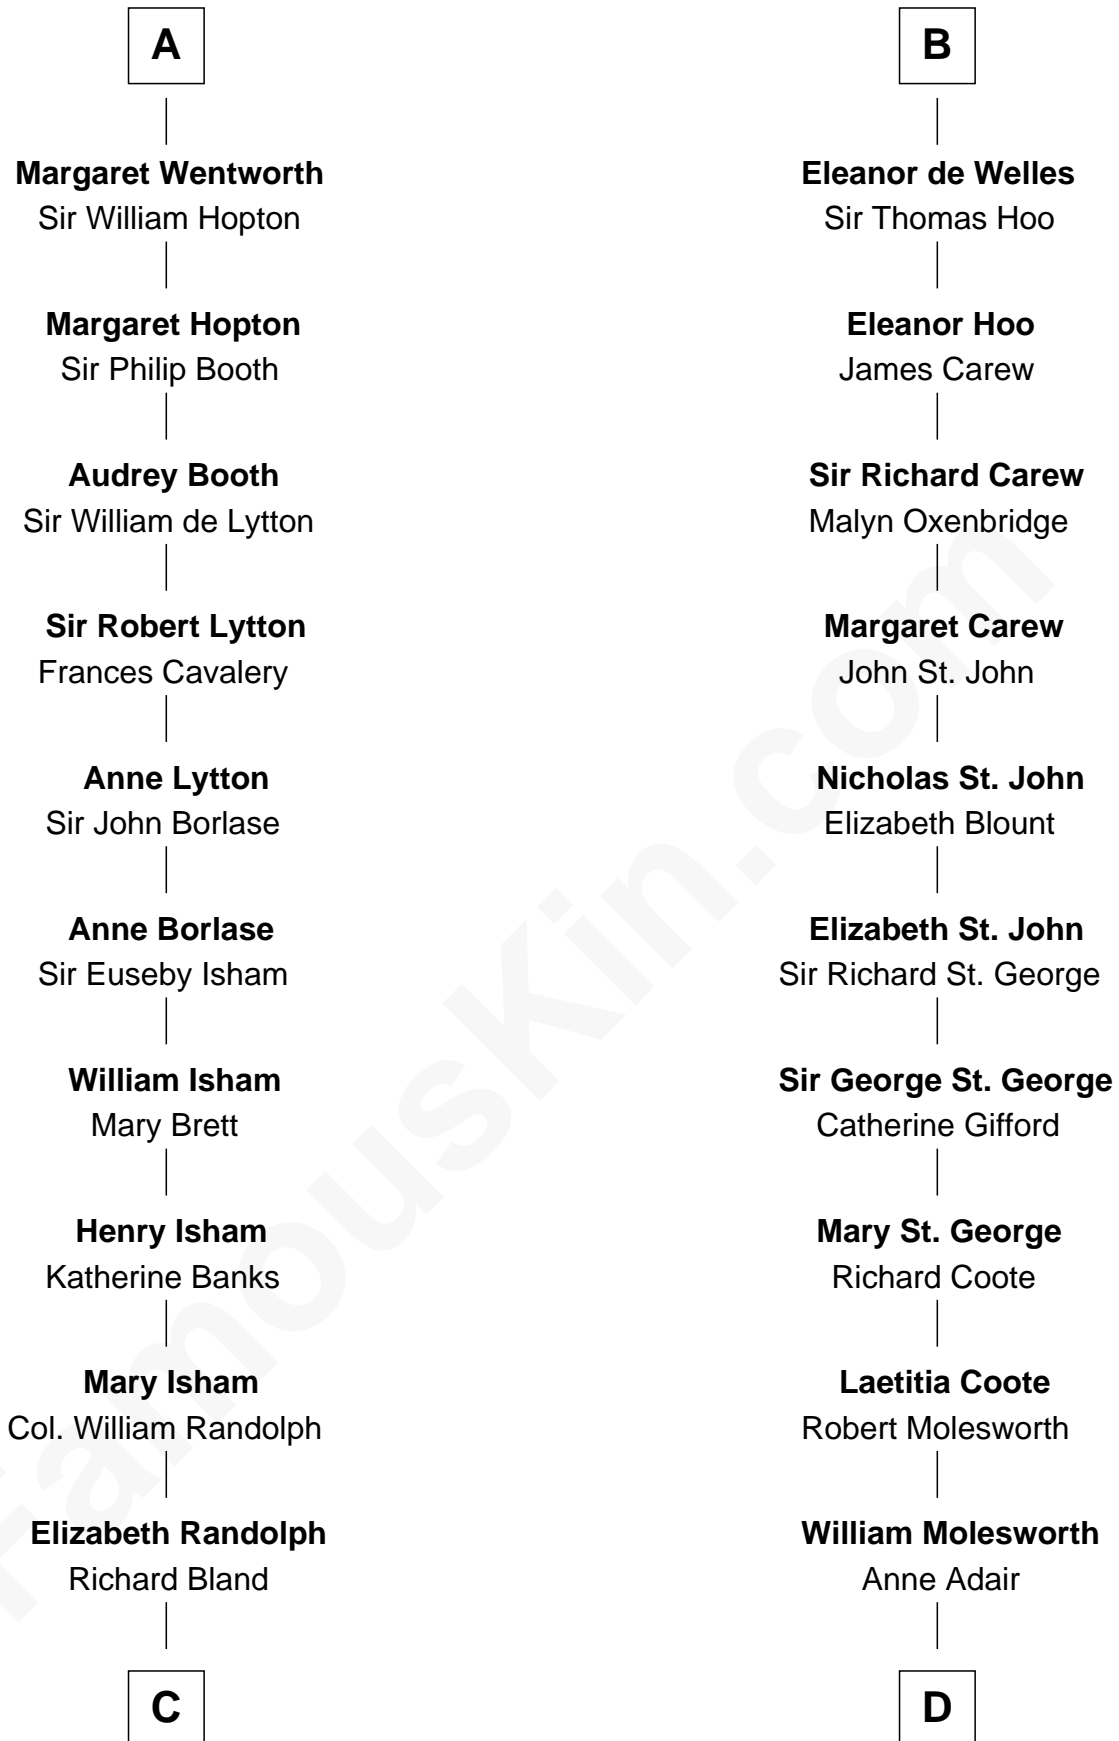 A
Margaret Wentworth
Sir William Hopton
Margaret Hopton
Sir Philip Booth
Audrey Booth
Sir William de Lytton
Sir Robert Lytton
Frances Cavalery
Anne Lytton
Sir John Borlase
Anne Borlase
Sir Euseby Isham
William Isham
Mary Brett
Henry Isham
Katherine Banks
Mary Isham
Col. William Randolph
Elizabeth Randolph
Richard Bland
C
B
Eleanor de Welles
Sir Thomas Hoo
Eleanor Hoo
James Carew
Sir Richard Carew
Malyn Oxenbridge
Margaret Carew
John St. John
Nicholas St. John
Elizabeth Blount
Elizabeth St. John
Sir Richard St. George
Sir George St. George
Catherine Gifford
Mary St. George
Richard Coote
Laetitia Coote
Robert Molesworth
William Molesworth
Anne Adair
D
FamousKin.com